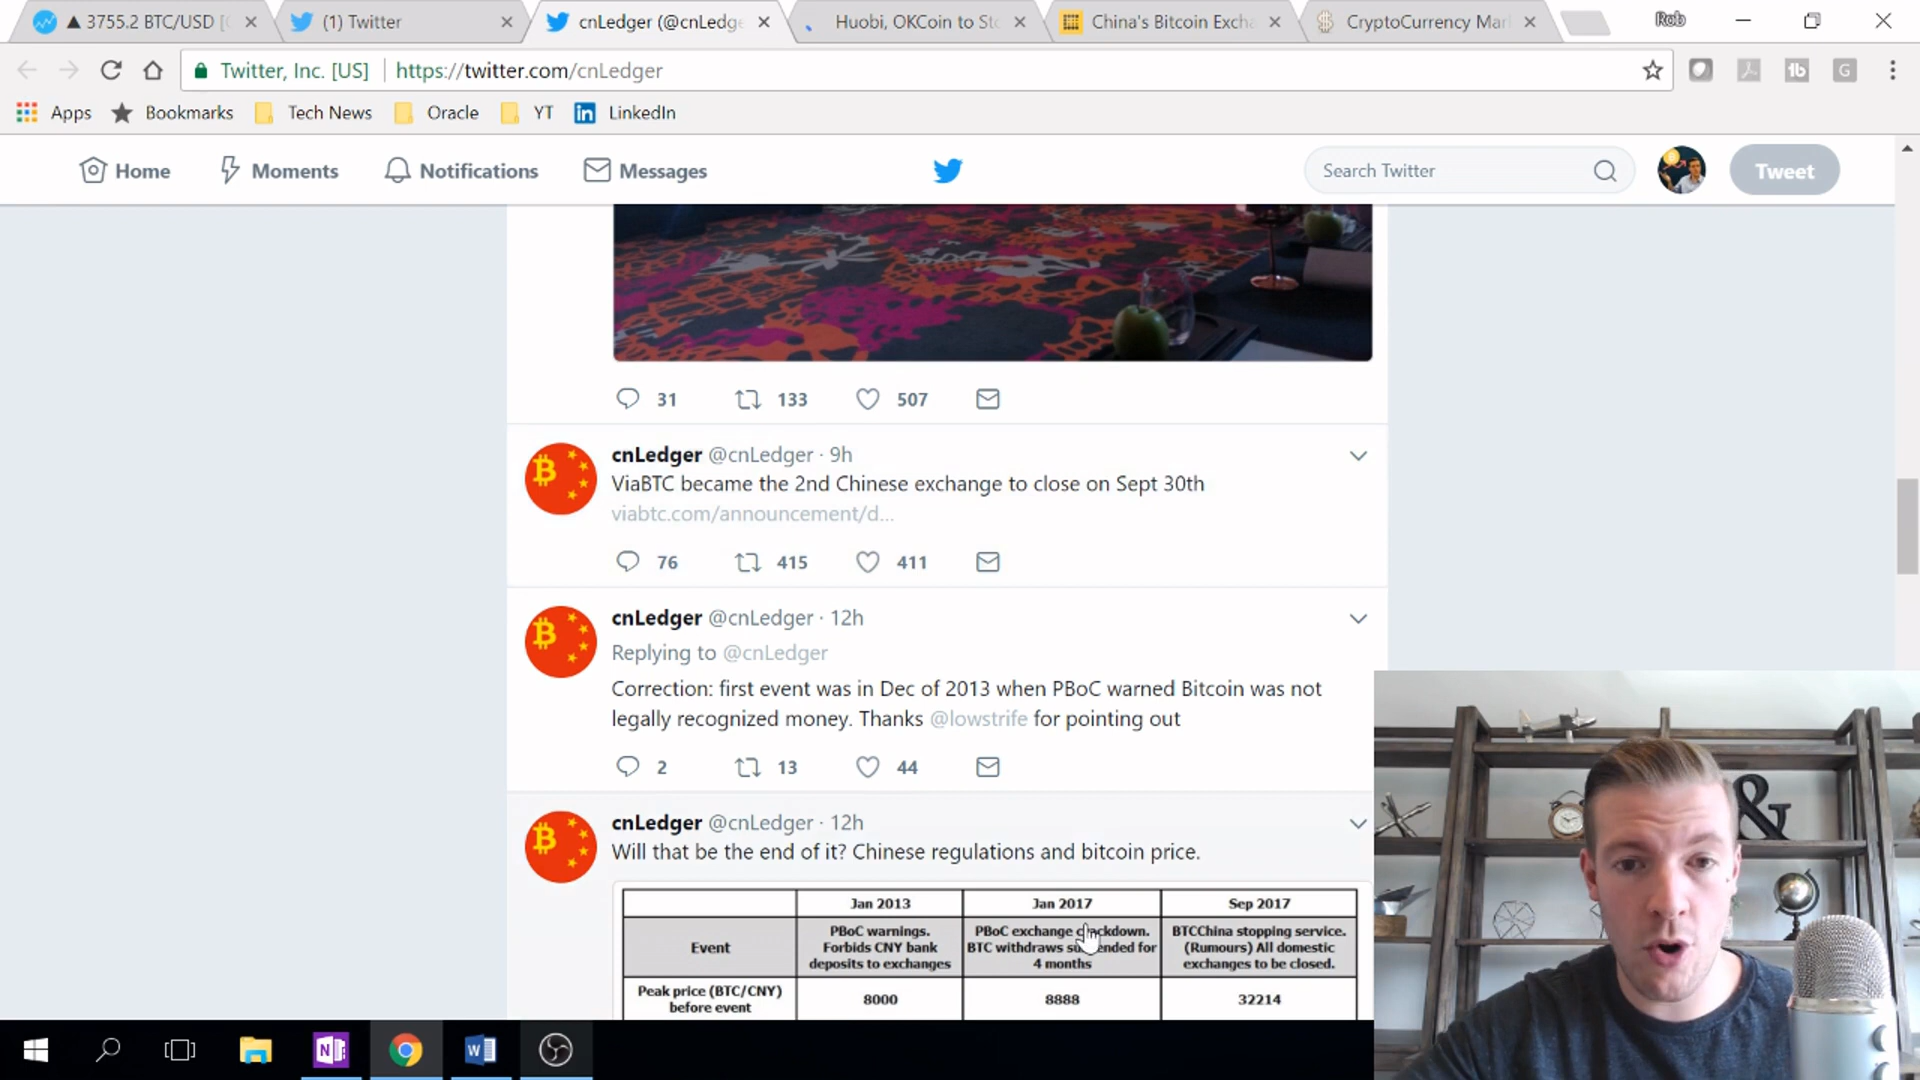 ▲ 3755.2 BTC/USD [
(1) Twitter
cnLedger (@cnLedge
Huobi, OKCoin to Sto
China's Bitcoin Excha
CryptoCurrency Mar
Rob
Twitter, Inc. [US]
https://twitter.com/cnLedger
Apps
Bookmarks
Tech News
Oracle
YT
LinkedIn
Home
Moments
Notifications
Messages
Search Twitter
Tweet
31 133 507
cnLedger @cnLedger · 9h
ViaBTC became the 2nd Chinese exchange to close on Sept 30th
viabtc.com/announcement/d...
76 415 411
cnLedger @cnLedger · 12h
Replying to @cnLedger
Correction: first event was in Dec of 2013 when PBoC warned Bitcoin was not
legally recognized money. Thanks @lowstrife for pointing out
2 13 44
cnLedger @cnLedger · 12h
Will that be the end of it? Chinese regulations and bitcoin price.
Jan 2013 Jan 2017 Sep 2017
Event
PBoC warnings.
Forbids CNY bank
deposits to exchanges
PBoC exchange
BTC withdraws
4 months
BTCChina stopping service.
(Rumours) All domestic
exchanges to be closed.
Peak price (BTC/CNY)
before event
8000 8888 32214